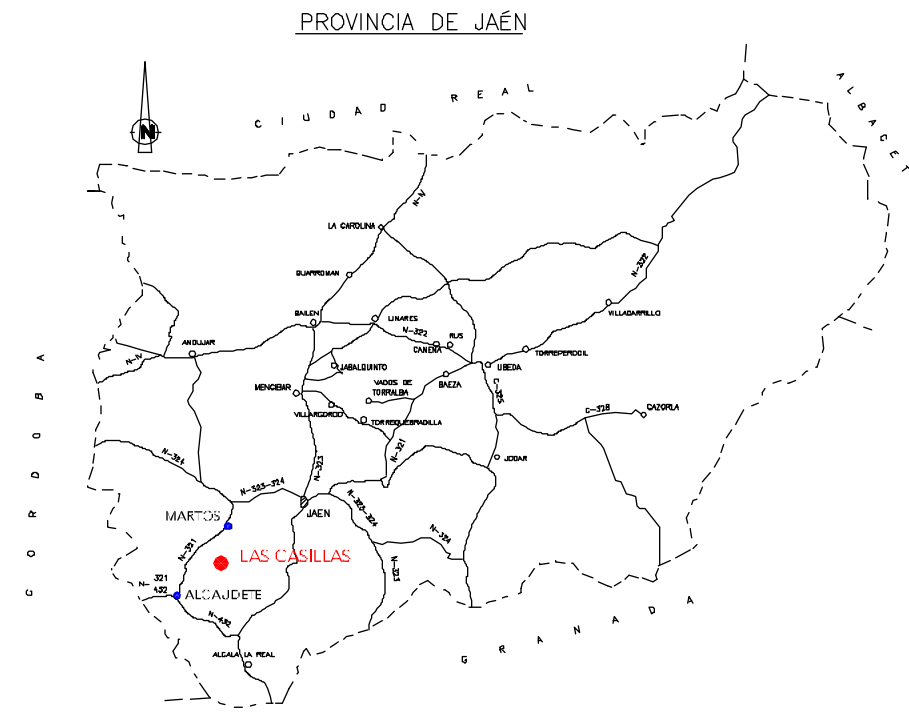 PROVINCIA DE JAÉN
N
CIUDAD REAL
ALBACET
CORDOBA
GRANADA
N-IV
LA CAROLINA
GUARROMAN
BAILEN
LINARES
N-322
RUS
CANENA
N-322
VILLACARRILLO
TORREPEROGIL
UBEDA
ANDUJAR
N-IV
JABALQUINTO
MENGIBAR
VADOS DE
TORRALBA
BAEZA
C-325
VILLARGORDO
TORREQUEBRADILLA
C-328
CAZORLA
N-321
JODAR
N-324
N-323
N-323-324
JAEN
N-325-324
N-324
N-323
MARTOS
N-321
LAS CASILLAS
N-321
432
ALCAUDETE
N-432
ALCALA LA REAL